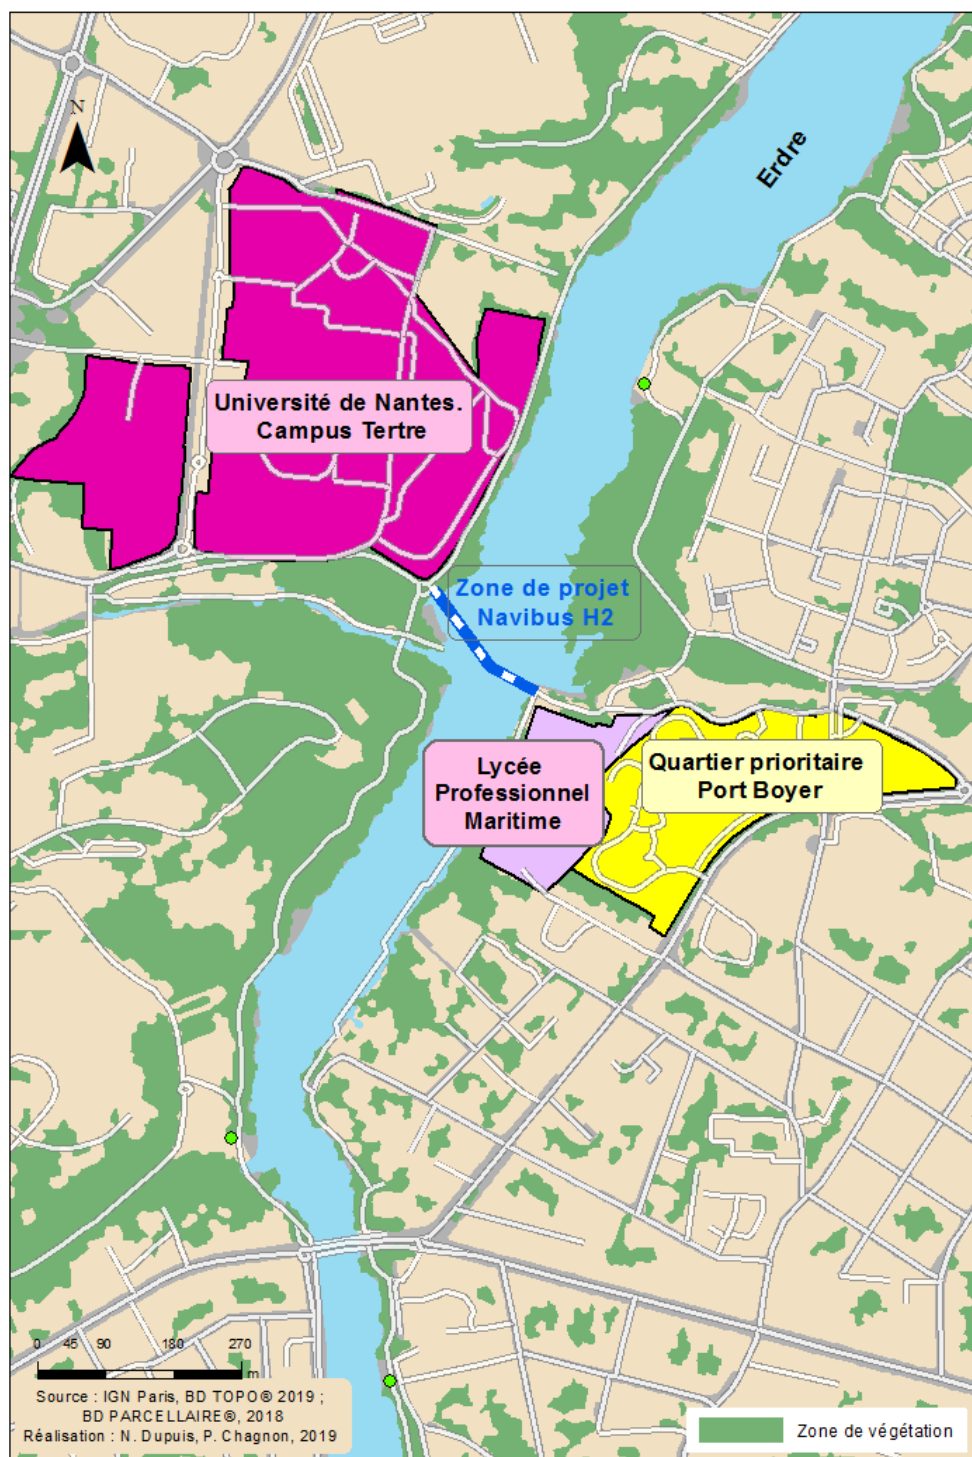 N
Erdre
Université de Nantes.
Campus Tertre
Zone de projet
Navibus H2
Lycée
Professionnel
Maritime
Quartier prioritaire
Port Boyer
0 45 90 180 270
m
Source : IGN Paris, BD TOPO® 2019 ;
BD PARCELLAIRE®, 2018
Réalisation : N. Dupuis, P. Chagnon, 2019
Zone de végétation